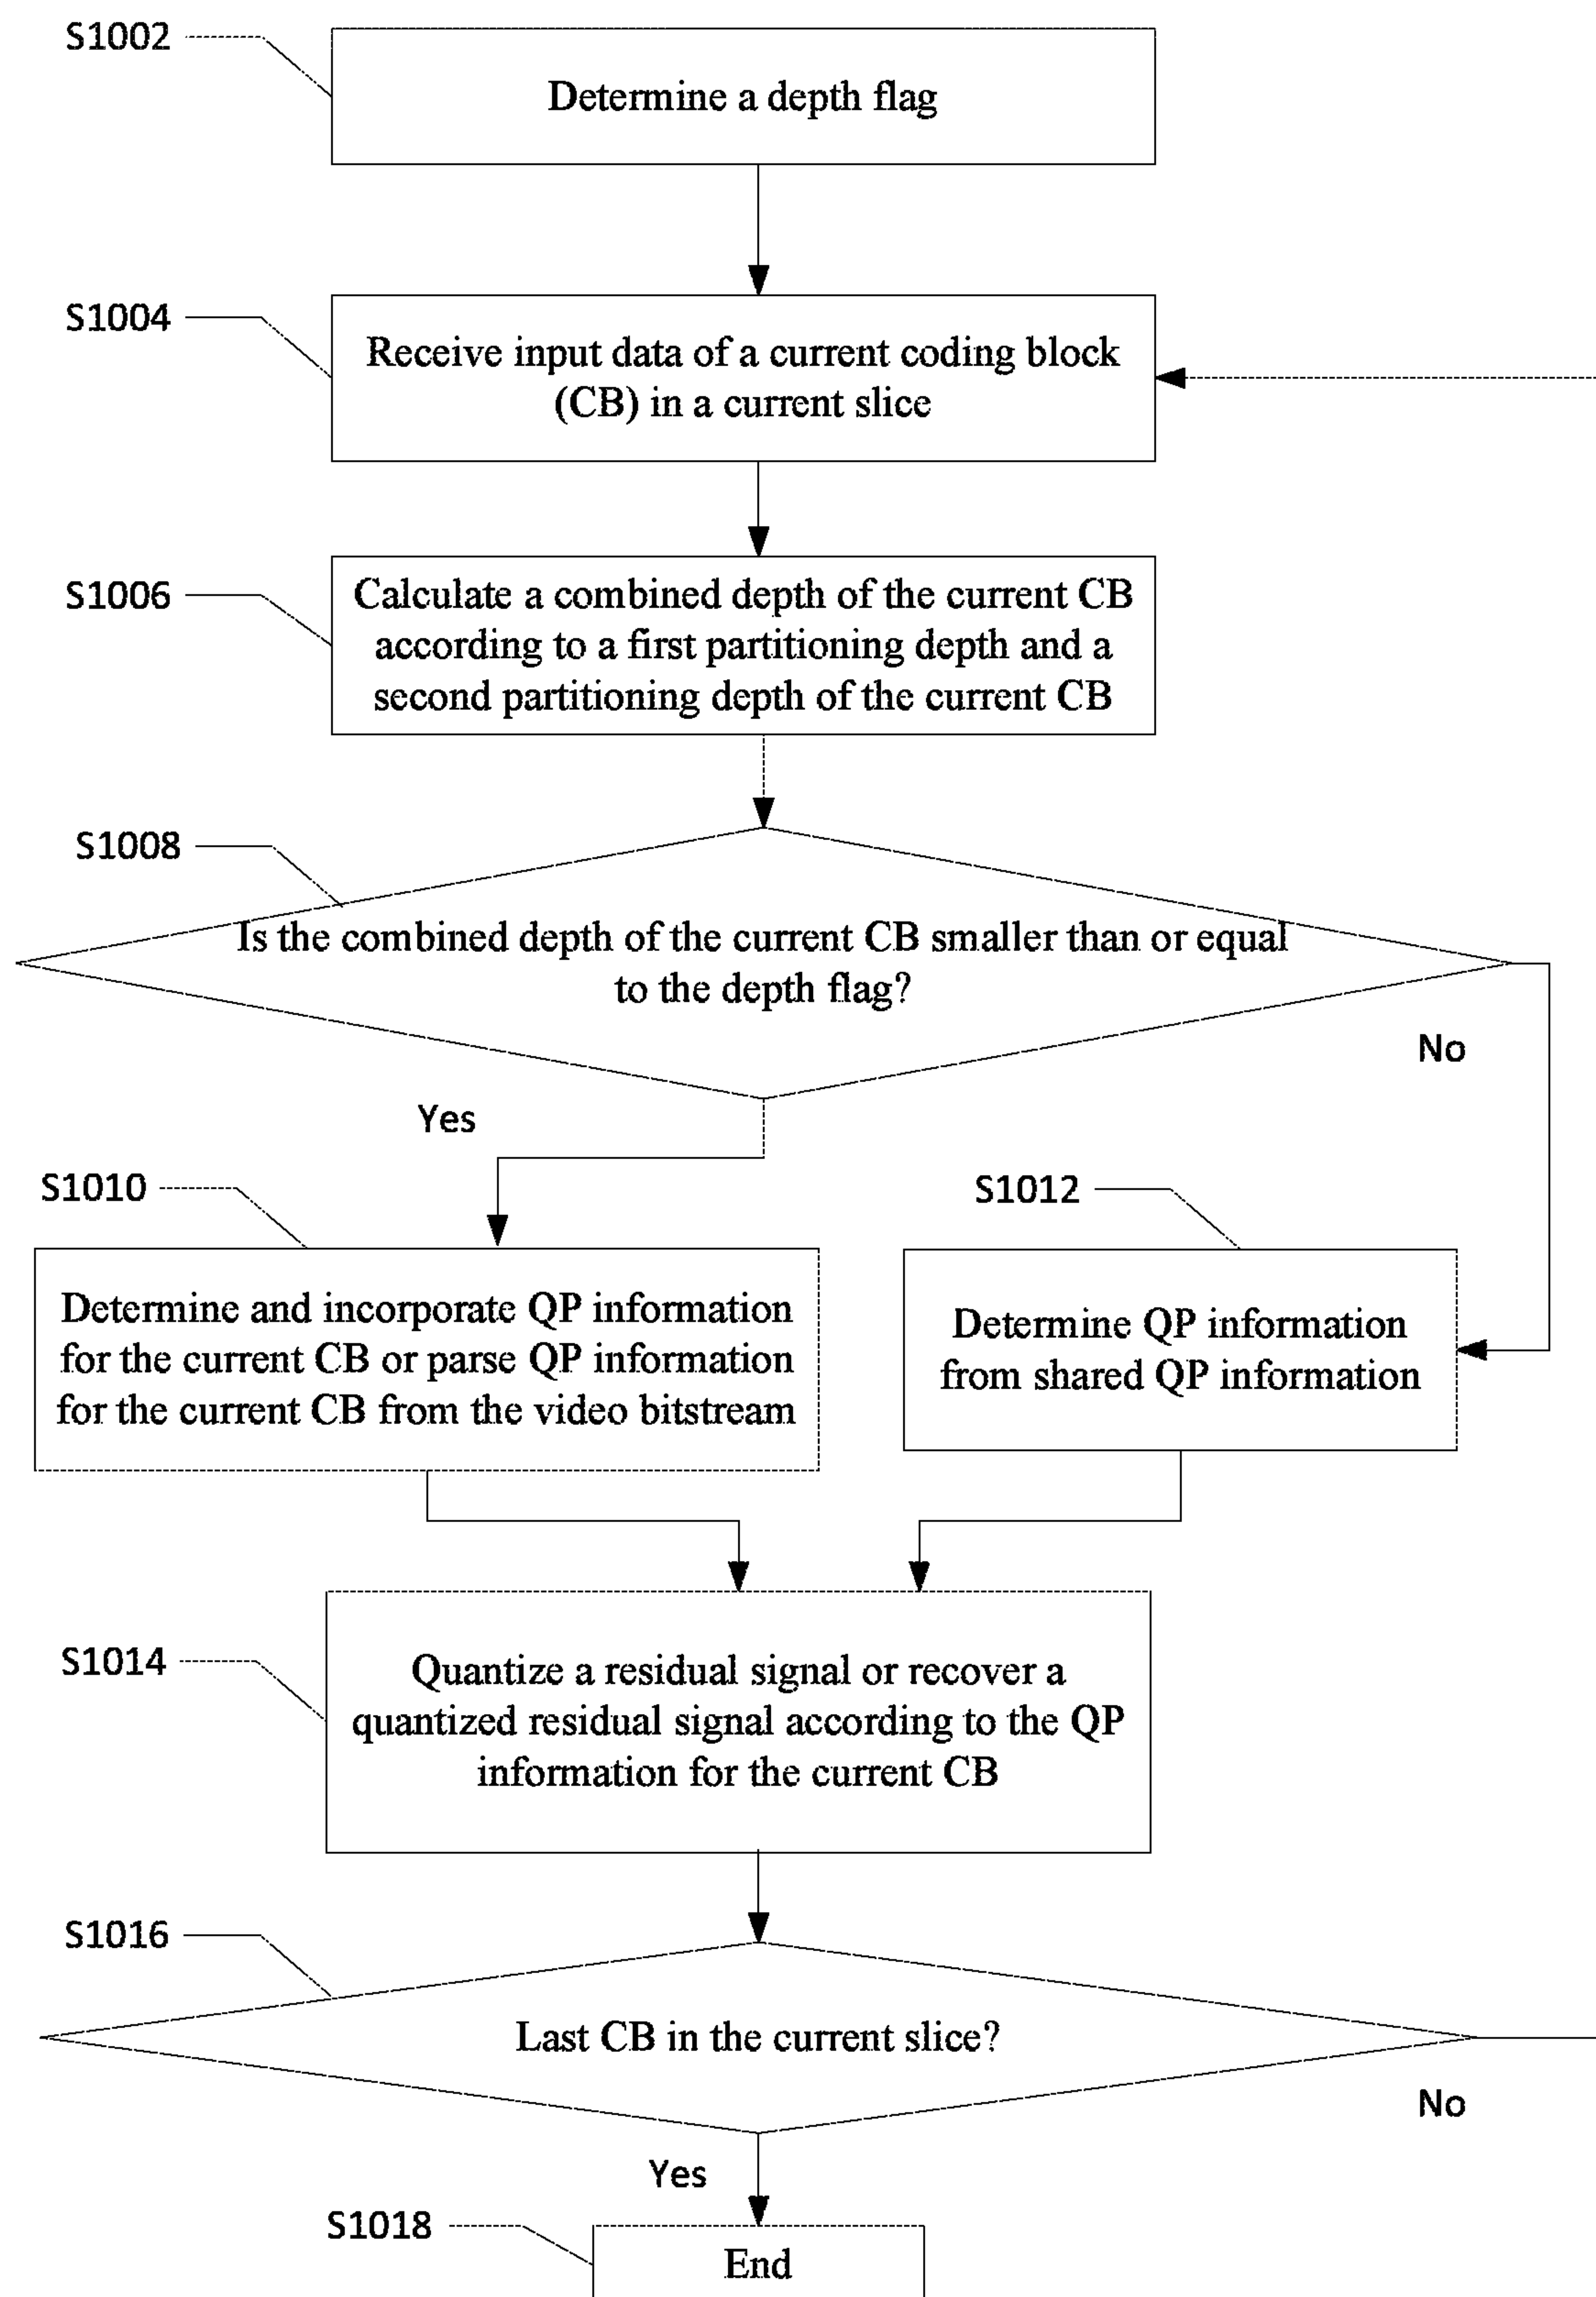 S1002
Determine a depth flag
S1004
Receive input data of a current coding block
(CB) in a current slice
S1006
Calculate a combined depth of the current CB
according to a first partitioning depth and a
second partitioning depth of the current CB
S1008
Is the combined depth of the current CB smaller than or equal
to the depth flag?
No
Yes
S1010
S1012
Determine and incorporate QP information
for the current CB or parse QP information
for the current CB from the video bitstream
Determine QP information
from shared QP information
S1014
Quantize a residual signal or recover a
quantized residual signal according to the QP
information for the current CB
S1016
Last CB in the current slice?
No
Yes
S1018
End